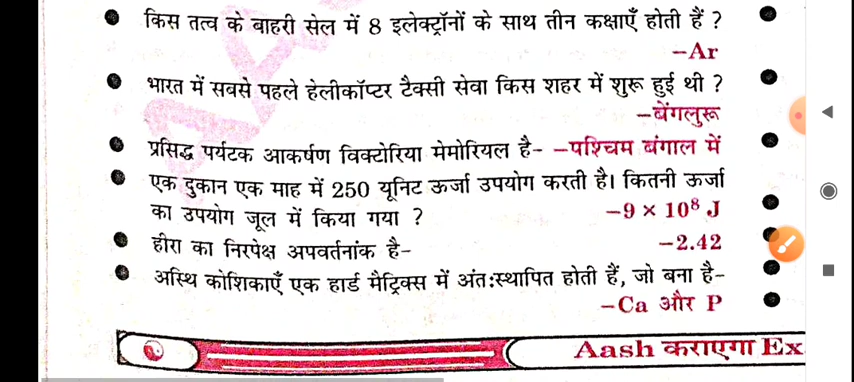 किस तत्व के बाहरी सेल में 8 इलेक्ट्रॉनों के साथ तीन कक्षाएँ होती हैं ?
–Ar
भारत में सबसे पहले हेलीकॉप्टर टैक्सी सेवा किस शहर में शुरू हुई थी ?
–बेंगलुरू
प्रसिद्ध पर्यटक आकर्षण विक्टोरिया मेमोरियल है- –पश्चिम बंगाल में
एक दुकान एक माह में 250 यूनिट ऊर्जा उपयोग करती है। कितनी ऊर्जा
का उपयोग जूल में किया गया ? –9 × 10⁸ J
हीरा का निरपेक्ष अपवर्तनांक है- –2.42
अस्थि कोशिकाएँ एक हार्ड मैट्रिक्स में अंत:स्थापित होती हैं, जो बना है-
–Ca और P
Aash कराएगा Ex